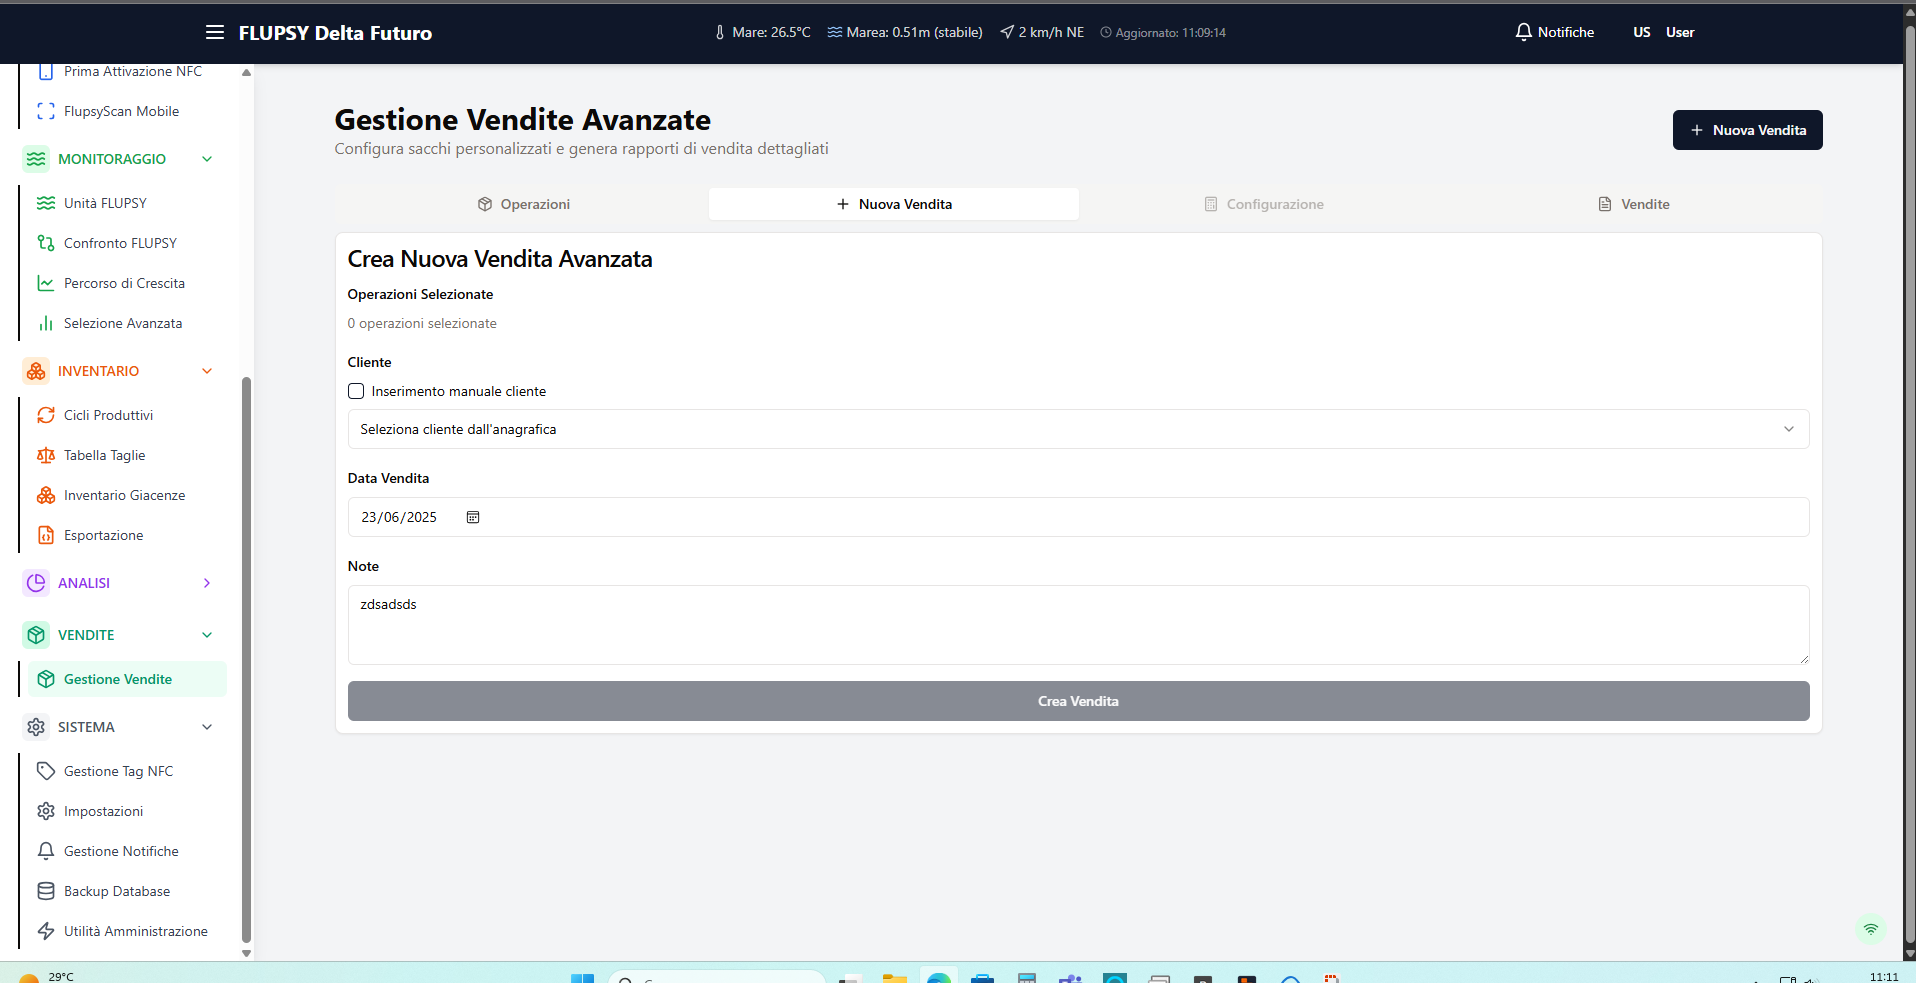 FLUPSY Delta Futuro
Mare: 26.5°C
Marea: 0.51m (stabile)
2 km/h NE
Aggiornato: 11:09:14
Notifiche
US
User
Prima Attivazione NFC
FlupsyScan Mobile
MONITORAGGIO
Unità FLUPSY
Confronto FLUPSY
Percorso di Crescita
Selezione Avanzata
INVENTARIO
Cicli Produttivi
Tabella Taglie
Inventario Giacenze
Esportazione
ANALISI
VENDITE
Gestione Vendite
SISTEMA
Gestione Tag NFC
Impostazioni
Gestione Notifiche
Backup Database
Utilità Amministrazione
Gestione Vendite Avanzate
Configura sacchi personalizzati e genera rapporti di vendita dettagliati
Nuova Vendita
Operazioni
Nuova Vendita
Configurazione
Vendite
Crea Nuova Vendita Avanzata
Operazioni Selezionate
0 operazioni selezionate
Cliente
Inserimento manuale cliente
Seleziona cliente dall'anagrafica
Data Vendita
23/06/2025
Note
zdsadsds
Crea Vendita
29°C
11:11